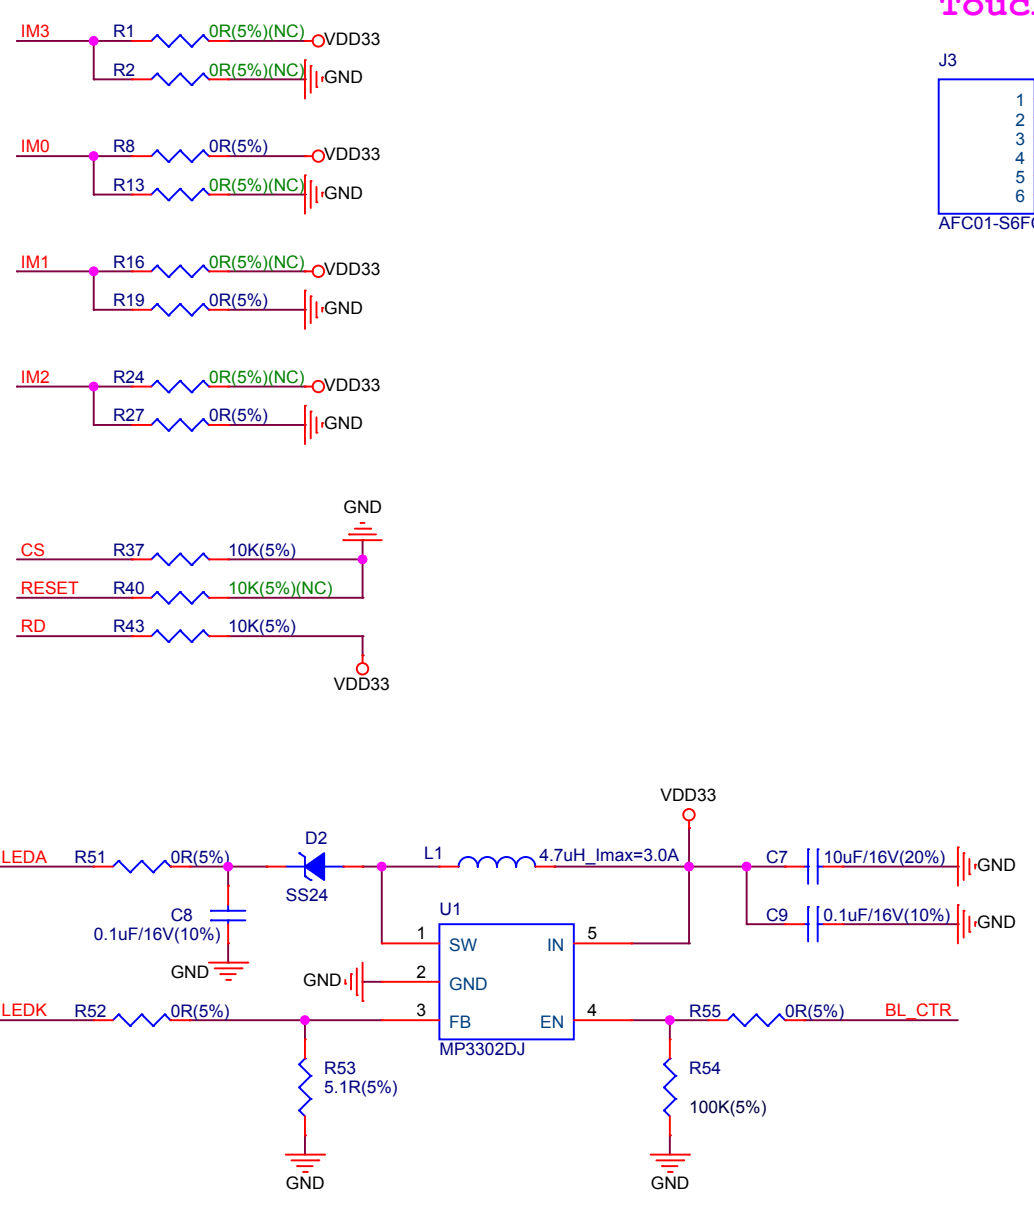 Touc
J3
1
2
3
4
5
6
AFC01-S6F
IM3 R1 0R(5%)(NC) VDD33
R2 0R(5%)(NC) GND
IM0 R8 0R(5%) VDD33
R13 0R(5%)(NC) GND
IM1 R16 0R(5%)(NC) VDD33
R19 0R(5%) GND
IM2 R24 0R(5%)(NC) VDD33
R27 0R(5%) GND
GND
CS R37 10K(5%)
RESET R40 10K(5%)(NC)
RD R43 10K(5%)
VDD33
VDD33
D2
LEDA R51 0R(5%) L1 4.7uH_Imax=3.0A C7 10uF/16V(20%) GND
SS24
U1
C8 C9 0.1uF/16V(10%) GND
0.1uF/16V(10%)
1 SW IN 5
GND
GND 2 GND
LEDK R52 0R(5%) 3 FB EN 4 R55 0R(5%) BL_CTR
MP3302DJ
R53 R54
5.1R(5%)
100K(5%)
GND GND